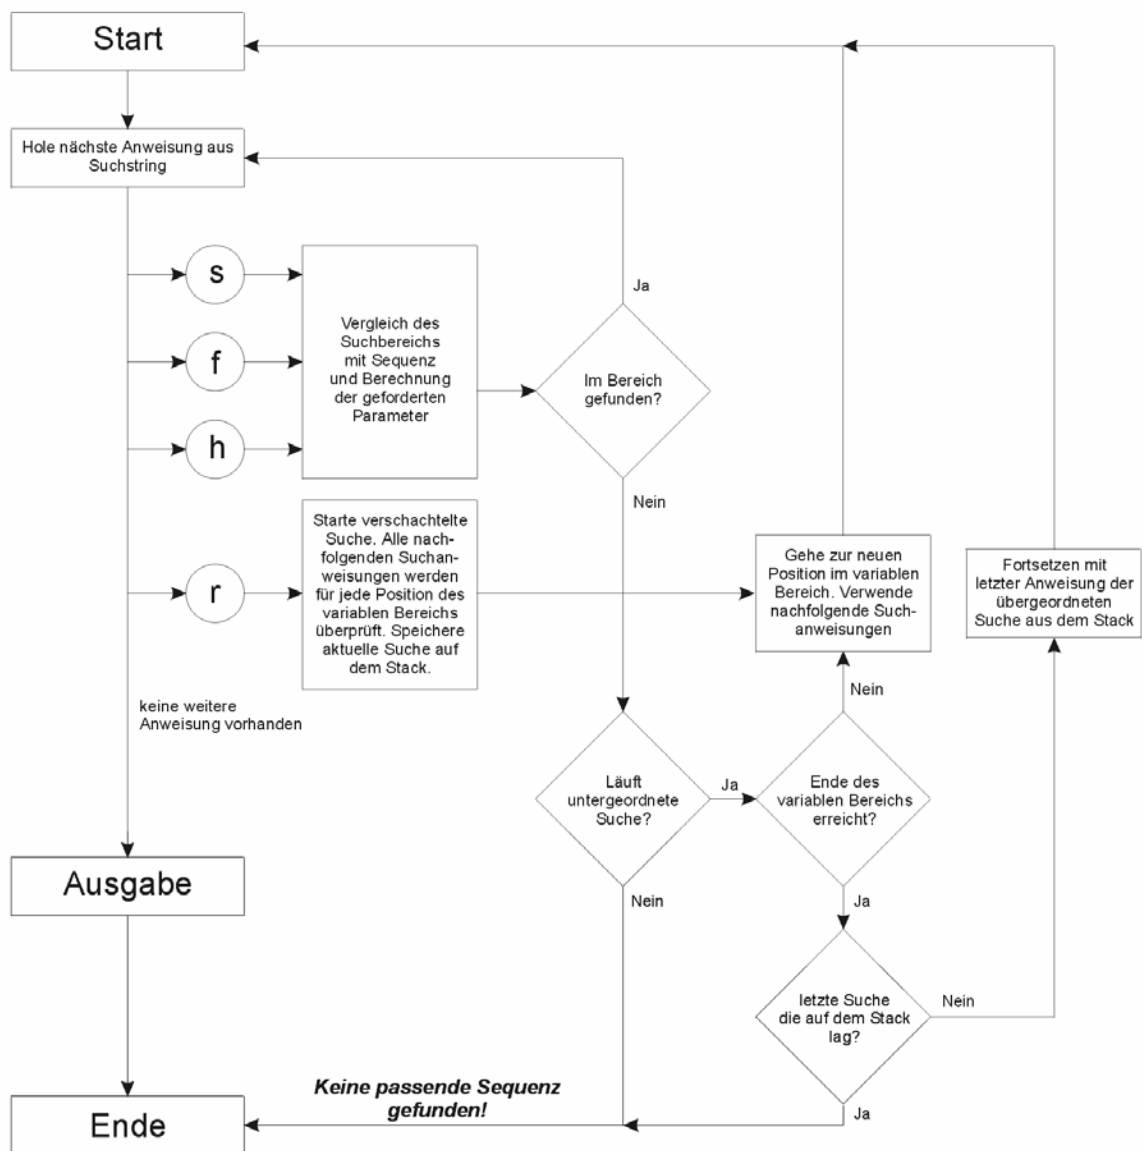 Start
Hole nächste Anweisung aus
Suchstring
s
f
h
r
Vergleich des
Suchbereichs
mit Sequenz
und Berechnung
der geforderten
Parameter
Ja
Im Bereich
gefunden?
Nein
Starte verschachtelte
Suche. Alle nach-
folgenden Suchan-
weisungen werden
für jede Position des
variablen Bereichs
überprüft. Speichere
aktuelle Suche auf
dem Stack.
Gehe zur neuen
Position im variablen
Bereich. Verwende
nachfolgende Such-
anweisungen
Fortsetzen mit
letzter Anweisung der
übergeordneten
Suche aus dem Stack
Nein
keine weitere
Anweisung vorhanden
Läuft
untergeordnete
Suche?
Ja
Ende des
variablen Bereichs
erreicht?
Ausgabe
Nein
Ja
letzte Suche
die auf dem Stack
lag?
Nein
Keine passende Sequenz
gefunden!
Ja
Ende